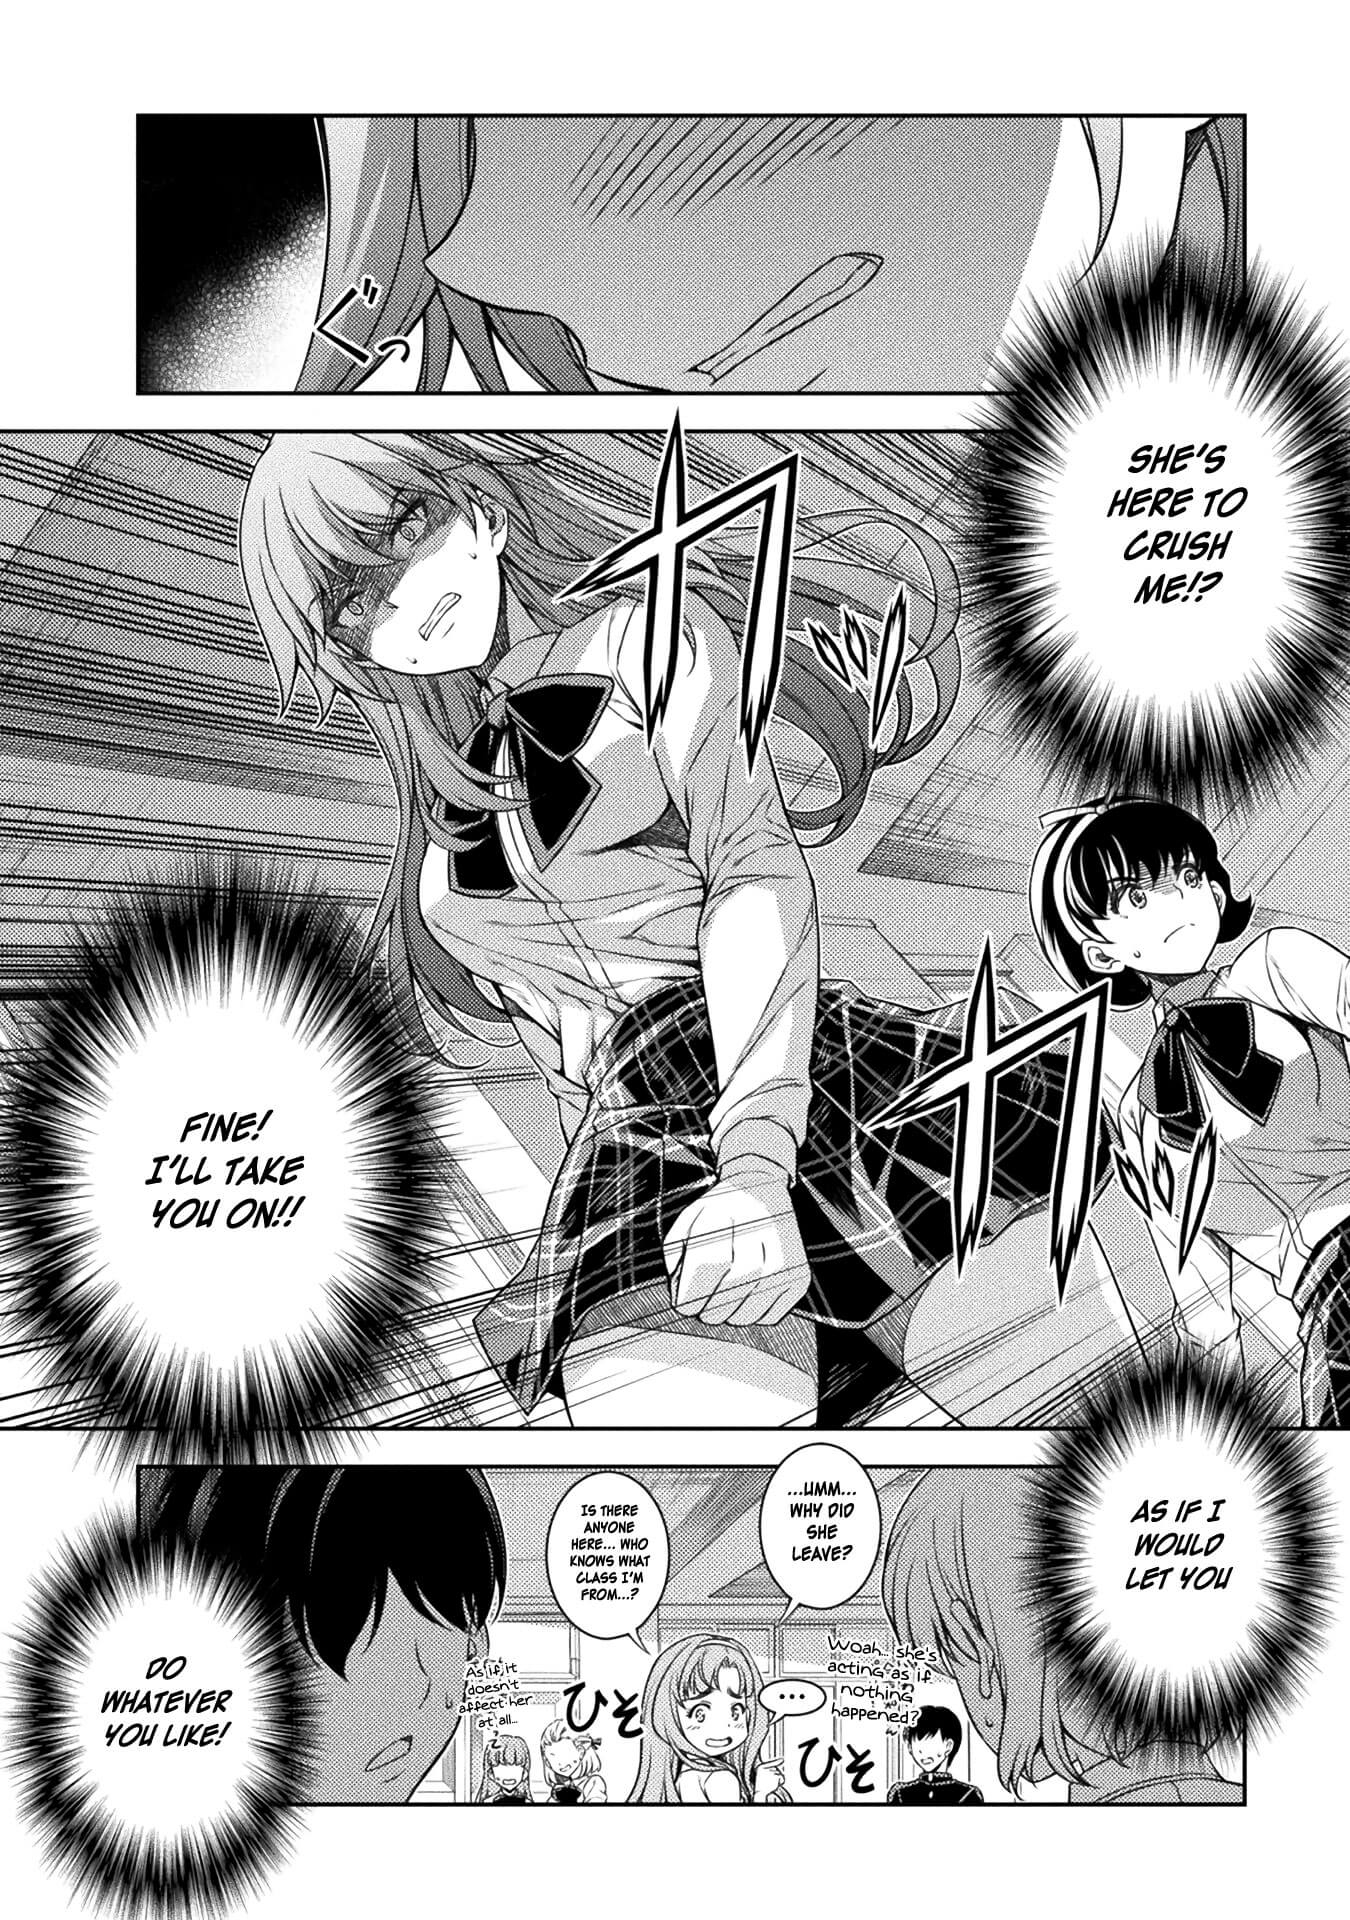 ぐっ
SHE'S
HERE TO
CRUSH
ME!?
ガッ
ガッ
FINE!
I'LL TAKE
YOU ON!!
AS IF I
WOULD
LET YOU
...UMM...
WHY DID
SHE
LEAVE?
IS THERE
ANYONE
HERE... WHO
KNOWS WHAT
CLASS I'M
FROM...?
Woah... she's
acting as if
nothing
happened?
...
ひそ
ひそ
As if it
doesn't
affect her
at all...
DO
WHATEVER
YOU LIKE!